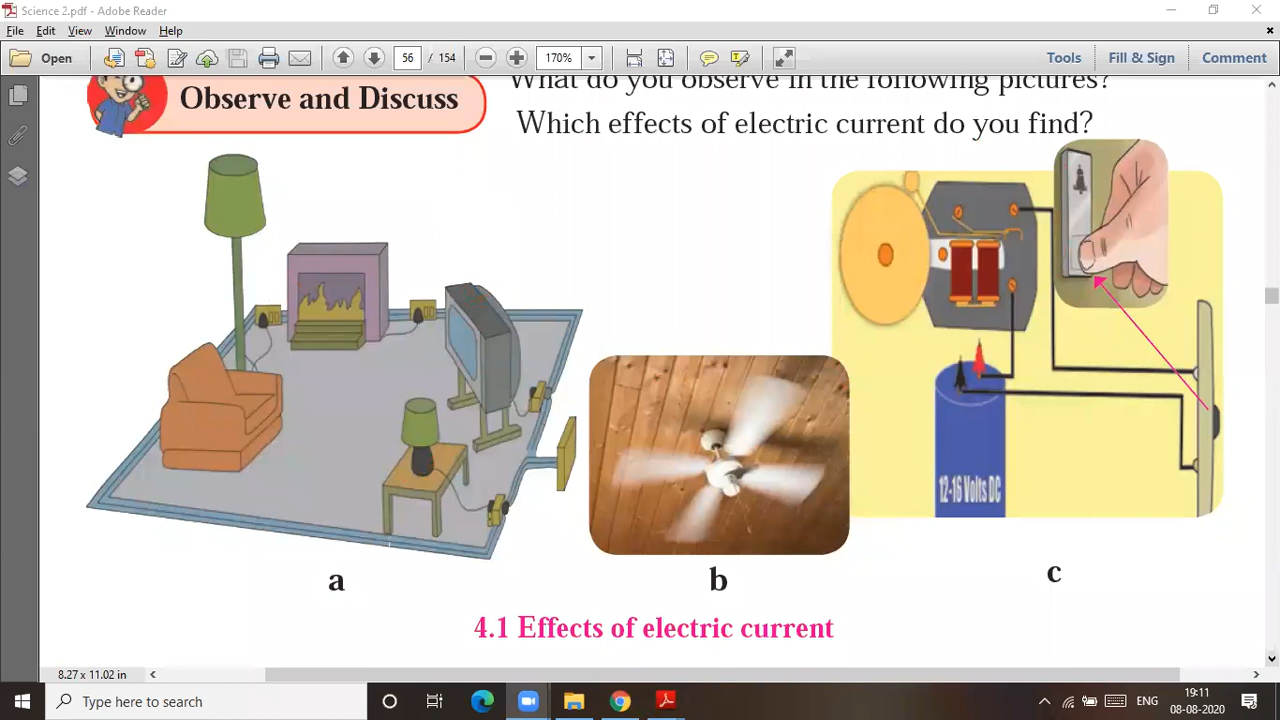 Science 2.pdf - Adobe Reader
File Edit View Window Help
Open 56 / 154 170% Tools Fill & Sign Comment
What do you observe in the following pictures?
Observe and Discuss
Which effects of electric current do you find?
12-16 Volts DC
a b c
4.1 Effects of electric current
8.27 x 11.02 in
Type here to search
ENG
19:11
08-08-2020